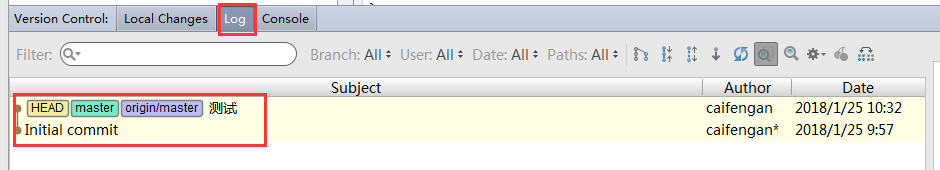 Version Control: Local Changes Log Console
Filter: Branch: All User: All Date: All Paths: All
Subject Author Date
HEAD master origin/master 测试 caifengan 2018/1/25 10:32
Initial commit caifengan* 2018/1/25 9:57